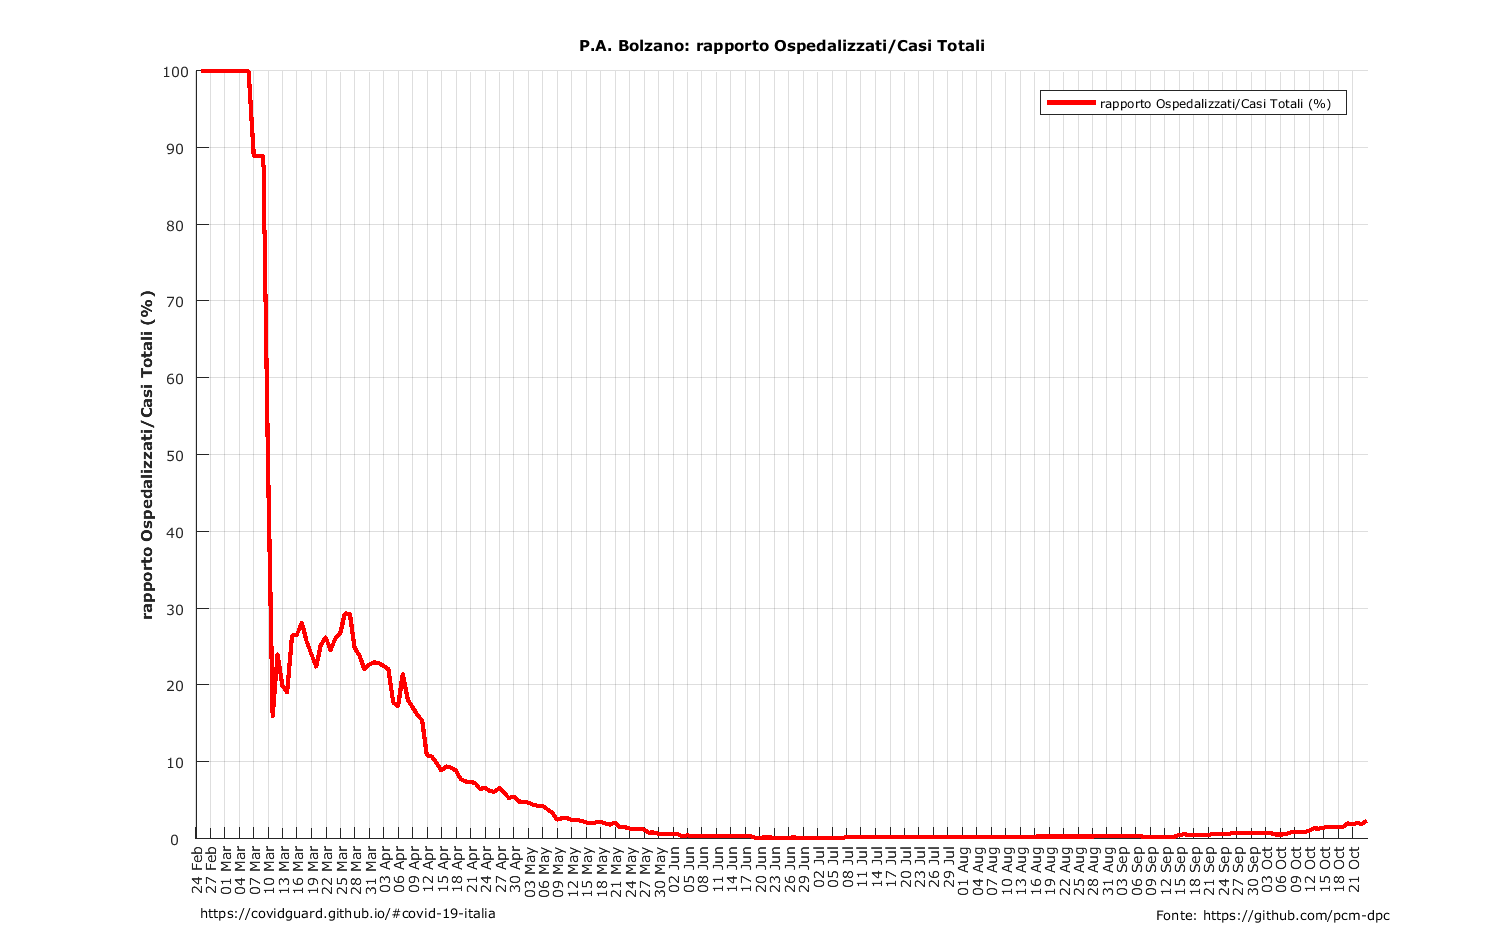 P.A. Bolzano: rapporto Ospedalizzati/Casi Totali
rapporto Ospedalizzati/Casi Totali (%)
rapporto Ospedalizzati/Casi Totali (%)
100
90
80
70
60
50
40
30
20
10
0
24 Feb
27 Feb
01 Mar
04 Mar
07 Mar
10 Mar
13 Mar
16 Mar
19 Mar
22 Mar
25 Mar
28 Mar
31 Mar
03 Apr
06 Apr
09 Apr
12 Apr
15 Apr
18 Apr
21 Apr
24 Apr
27 Apr
30 Apr
03 May
06 May
09 May
12 May
15 May
18 May
21 May
24 May
27 May
30 May
02 Jun
05 Jun
08 Jun
11 Jun
14 Jun
17 Jun
20 Jun
23 Jun
26 Jun
29 Jun
02 Jul
05 Jul
08 Jul
11 Jul
14 Jul
17 Jul
20 Jul
23 Jul
26 Jul
29 Jul
01 Aug
04 Aug
07 Aug
10 Aug
13 Aug
16 Aug
19 Aug
22 Aug
25 Aug
28 Aug
31 Aug
03 Sep
06 Sep
09 Sep
12 Sep
15 Sep
18 Sep
21 Sep
24 Sep
27 Sep
30 Sep
03 Oct
06 Oct
09 Oct
12 Oct
15 Oct
18 Oct
21 Oct
https://covidguard.github.io/#covid-19-italia
Fonte: https://github.com/pcm-dpc